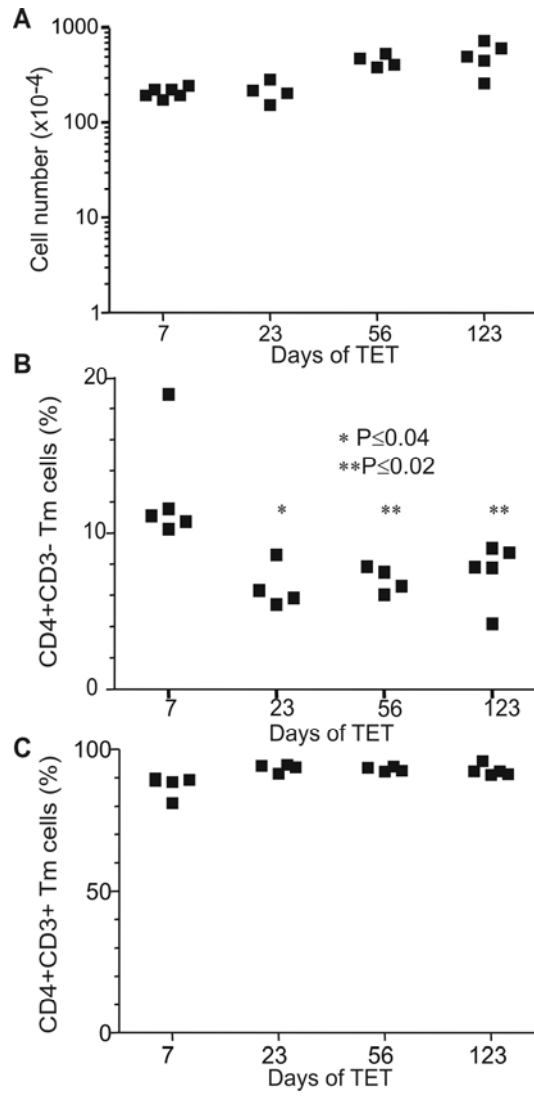 A
Cell number (x10-4)
1000
100
10
1
7 23 56 123
Days of TET
B
CD4+CD3- Tm cells (%)
20
10
0
* P≤0.04
**P≤0.02
* ** **
7 23 56 123
Days of TET
C
CD4+CD3+ Tm cells (%)
100
50
0
7 23 56 123
Days of TET